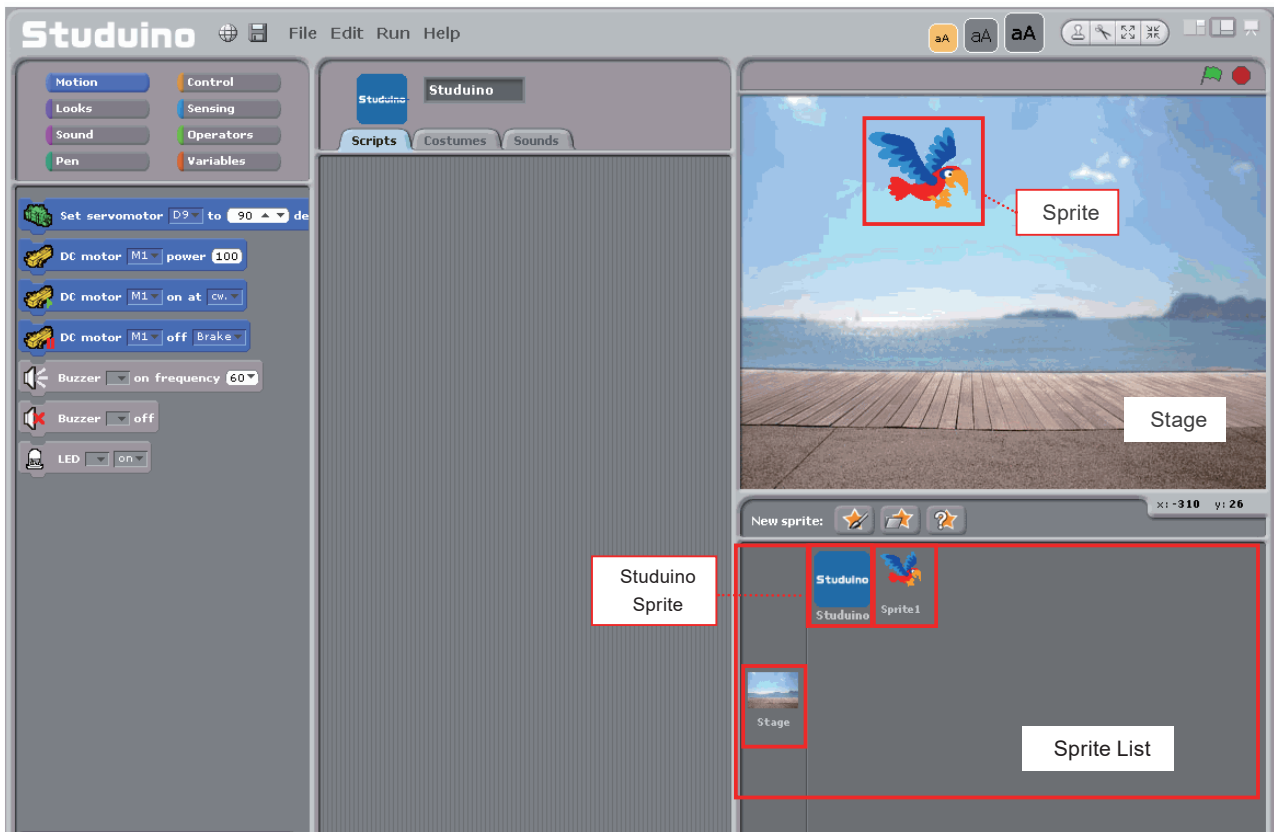 Studuino File Edit Run Help aA aA aA
Motion Control
Looks Sensing
Sound Operators
Pen Variables
Set servomotor D9 to 90 de
DC motor M1 power 100
DC motor M1 on at cw.
DC motor M1 off Brake
Buzzer on frequency 60
Buzzer off
LED on
Studuino Studuino
Scripts Costumes Sounds
Sprite
Stage
x: -310 y: 26
New sprite:
Studuino
Sprite
Studuino
Studuino
Sprite1
Stage
Sprite List